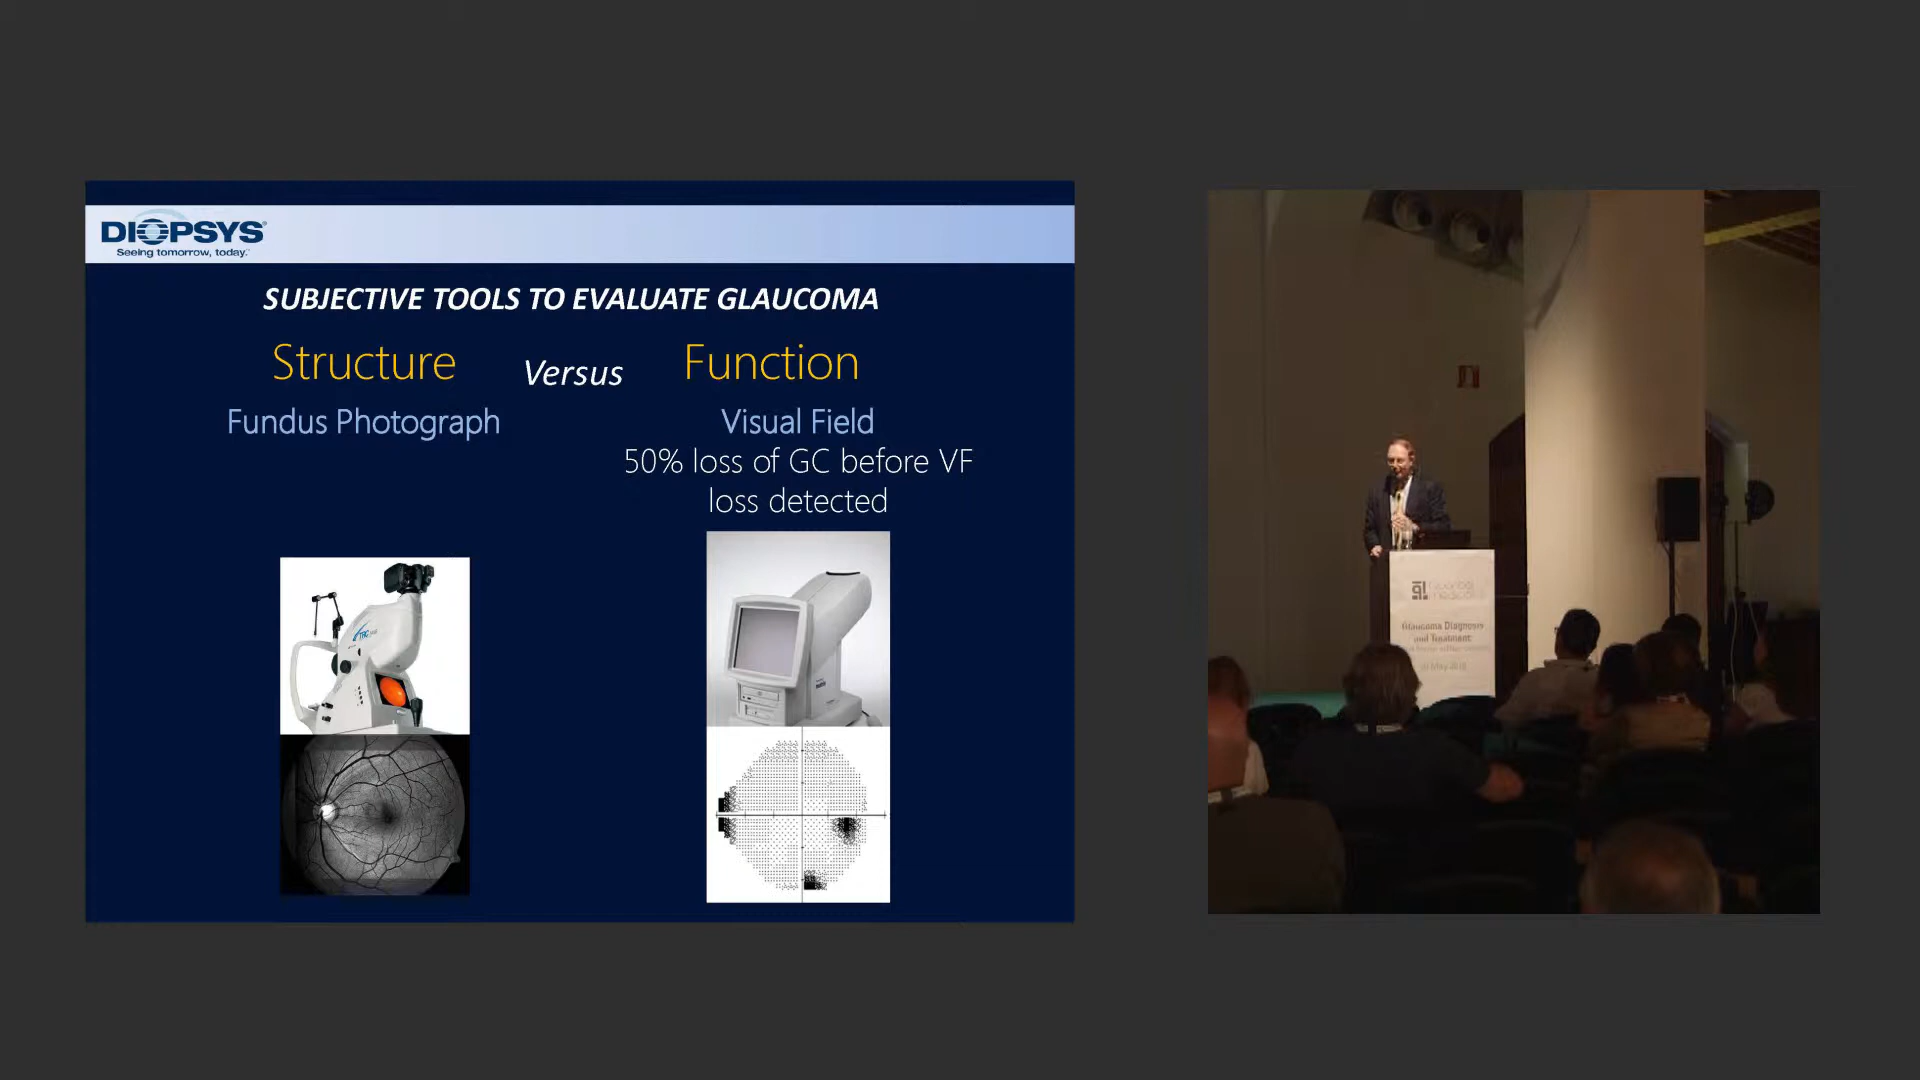 DIOPSYS
Seeing tomorrow, today.
SUBJECTIVE TOOLS TO EVALUATE GLAUCOMA
Structure
Versus
Function
Fundus Photograph
Visual Field
50% loss of GC before VF
loss detected
Glaucoma Diagnosis
and Treatment